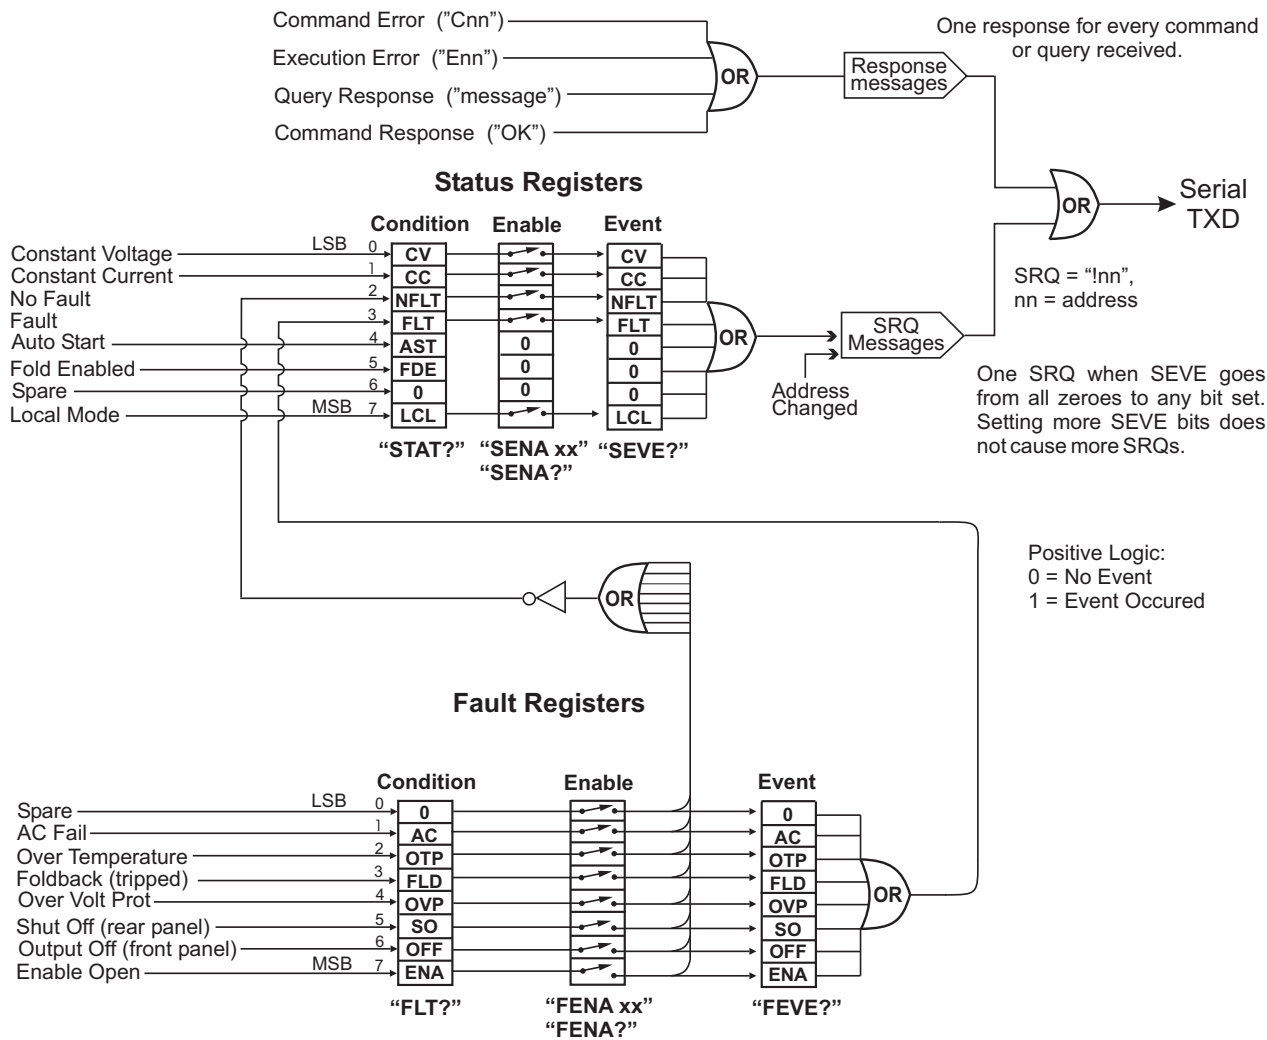 Command Error ("Cnn")
Execution Error ("Enn")
Query Response ("message")
Command Response ("OK")
OR
Response
messages
One response for every command
or query received.
OR
Serial
TXD
SRQ = “!nn”,
nn = address
Status Registers
Condition
Enable
Event
Constant Voltage
LSB
0
CV
CV
Constant Current
1
CC
CC
No Fault
2
NFLT
NFLT
Fault
3
FLT
FLT
Auto Start
4
AST
0
0
Fold Enabled
5
FDE
0
0
Spare
6
0
0
0
Local Mode
MSB
7
LCL
LCL
“STAT?”
“SENA xx”
“SENA?”
“SEVE?”
OR
SRQ
Messages
Address
Changed
One SRQ when SEVE goes
from all zeroes to any bit set.
Setting more SEVE bits does
not cause more SRQs.
Positive Logic:
0 = No Event
1 = Event Occured
OR
Fault Registers
Condition
Enable
Event
Spare
LSB
0
0
0
AC Fail
1
AC
AC
Over Temperature
2
OTP
OTP
Foldback (tripped)
3
FLD
FLD
Over Volt Prot
4
OVP
OVP
Shut Off (rear panel)
5
SO
SO
Output Off (front panel)
6
OFF
OFF
Enable Open
MSB
7
ENA
ENA
OR
“FLT?”
“FENA xx”
“FENA?”
“FEVE?”